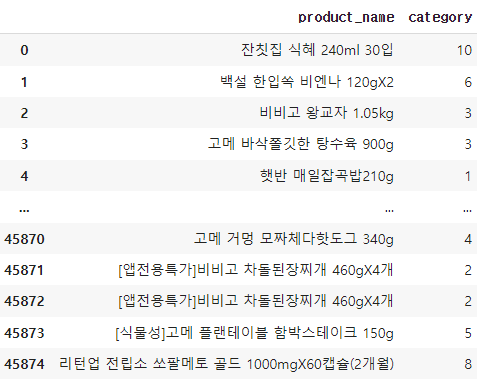 product_name category
0 잔칫집 식혜 240ml 30입 10
1 백설 한입쏙 비엔나 120gX2 6
2 비비고 왕교자 1.05kg 3
3 고메 바삭쫄깃한 탕수육 900g 3
4 햇반 매일잡곡밥210g 1
... ... ...
45870 고메 거멍 모짜체다핫도그 340g 4
45871 [앱전용특가]비비고 차돌된장찌개 460gX4개 2
45872 [앱전용특가]비비고 차돌된장찌개 460gX4개 2
45873 [식물성]고메 플랜테이블 함박스테이크 150g 5
45874 리턴업 전립소 쏘팔메토 골드 1000mgX60캡슐(2개월) 8